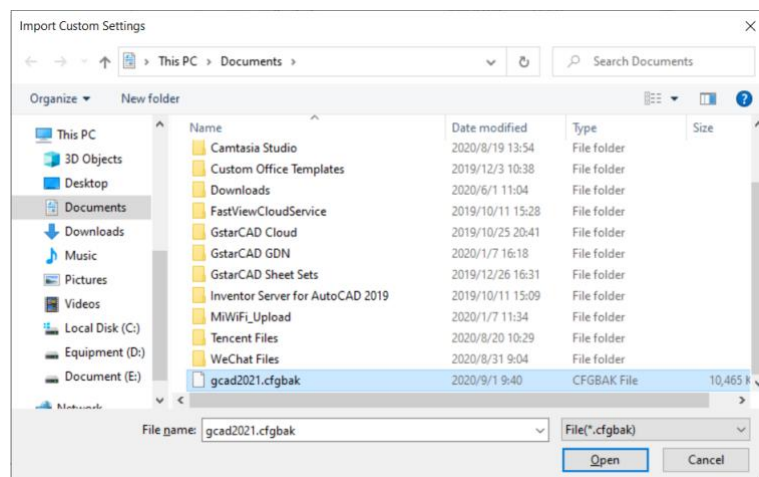 Import Custom Settings
This PC > Documents >
Search Documents
Organize
New folder
This PC
3D Objects
Desktop
Documents
Downloads
Music
Pictures
Videos
Local Disk (C:)
Equipment (D:)
Document (E:)
Network
Name Date modified Type Size
Camtasia Studio 2020/8/19 13:54 File folder
Custom Office Templates 2019/12/3 10:38 File folder
Downloads 2020/6/1 11:04 File folder
FastViewCloudService 2019/10/11 15:28 File folder
GstarCAD Cloud 2019/10/25 20:41 File folder
GstarCAD GDN 2020/1/7 16:18 File folder
GstarCAD Sheet Sets 2019/12/26 16:31 File folder
Inventor Server for AutoCAD 2019 2019/10/11 15:09 File folder
MiWiFi_Upload 2020/1/7 11:34 File folder
Tencent Files 2020/8/20 10:29 File folder
WeChat Files 2020/8/31 9:04 File folder
gcad2021.cfgbak 2020/9/1 9:40 CFGBAK File 10,465 K
File name: gcad2021.cfgbak
File(*.cfgbak)
Open
Cancel